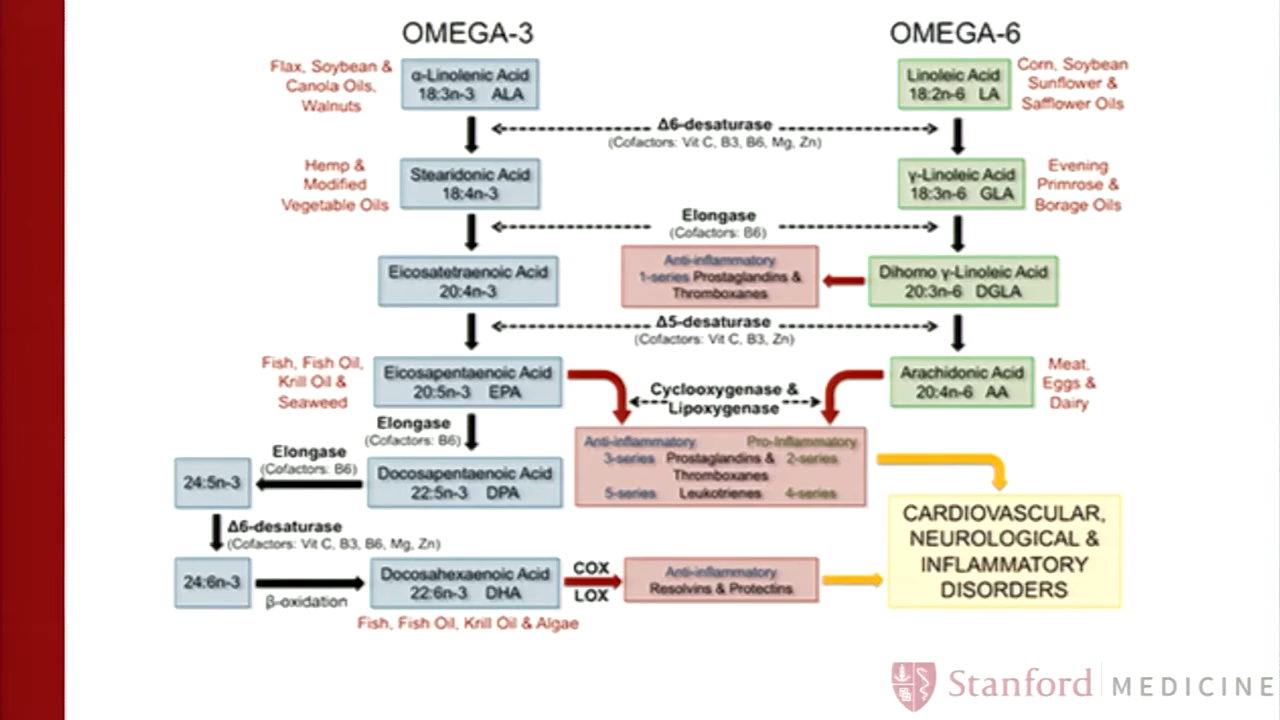 OMEGA-3
OMEGA-6
Flax, Soybean &
Canola Oils,
Walnuts
α-Linolenic Acid
18:3n-3 ALA
Linoleic Acid
18:2n-6 LA
Corn, Soybean
Sunflower &
Safflower Oils
Δ6-desaturase
(Cofactors: Vit C, B3, B6, Mg, Zn)
Hemp &
Modified
Vegetable Oils
Stearidonic Acid
18:4n-3
γ-Linoleic Acid
18:3n-6 GLA
Evening
Primrose &
Borage Oils
Elongase
(Cofactors: B6)
Eicosatetraenoic Acid
20:4n-3
Anti-inflammatory
1-series Prostaglandins &
Thromboxanes
Dihomo γ-Linoleic Acid
20:3n-6 DGLA
Δ5-desaturase
(Cofactors: Vit C, B3, Zn)
Fish, Fish Oil,
Krill Oil &
Seaweed
Eicosapentaenoic Acid
20:5n-3 EPA
Cyclooxygenase &
Lipoxygenase
Arachidonic Acid
20:4n-6 AA
Meat,
Eggs &
Dairy
Elongase
(Cofactors: B6)
Elongase
(Cofactors: B6)
Anti-inflammatory Pro-Inflammatory
3-series Prostaglandins & 2-series
Thromboxanes
5-series Leukotrienes 4-series
24:5n-3
Docosapentaenoic Acid
22:5n-3 DPA
Δ6-desaturase
(Cofactors: Vit C, B3, B6, Mg, Zn)
CARDIOVASCULAR,
NEUROLOGICAL &
INFLAMMATORY
DISORDERS
24:6n-3
β-oxidation
Docosahexaenoic Acid
22:6n-3 DHA
COX
LOX
Anti-inflammatory
Resolvins & Protectins
Fish, Fish Oil, Krill Oil & Algae
Stanford MEDICINE